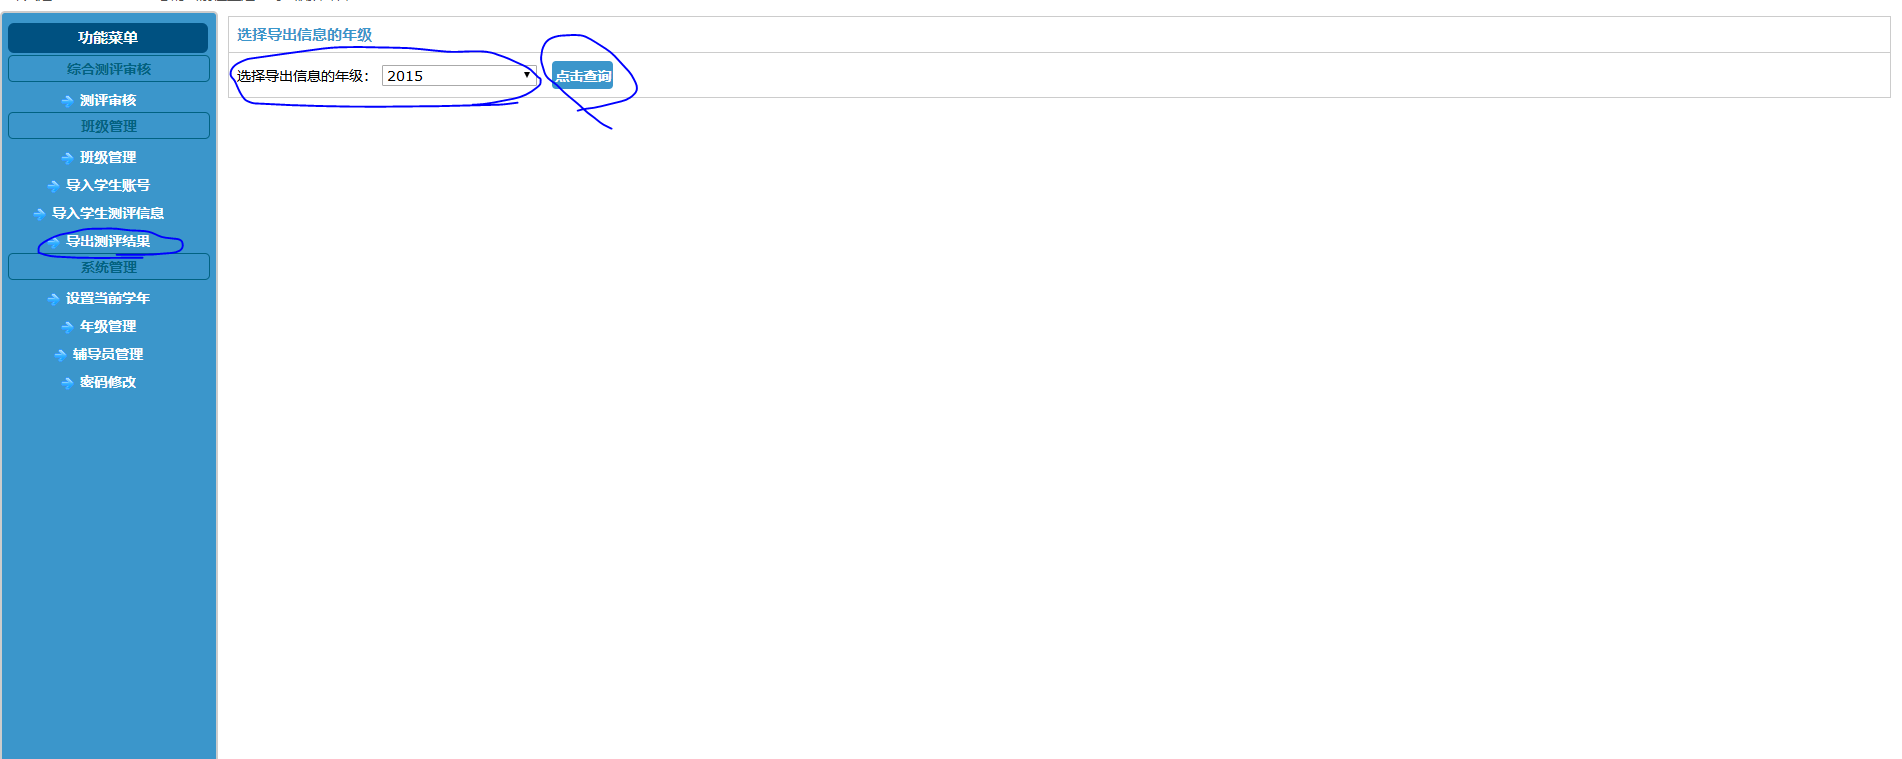 功能菜单
综合测评审核
测评审核
班级管理
班级管理
导入学生账号
导入学生测评信息
导出测评结果
系统管理
设置当前学年
年级管理
辅导员管理
密码修改
选择导出信息的年级
选择导出信息的年级： 2015 点击查询